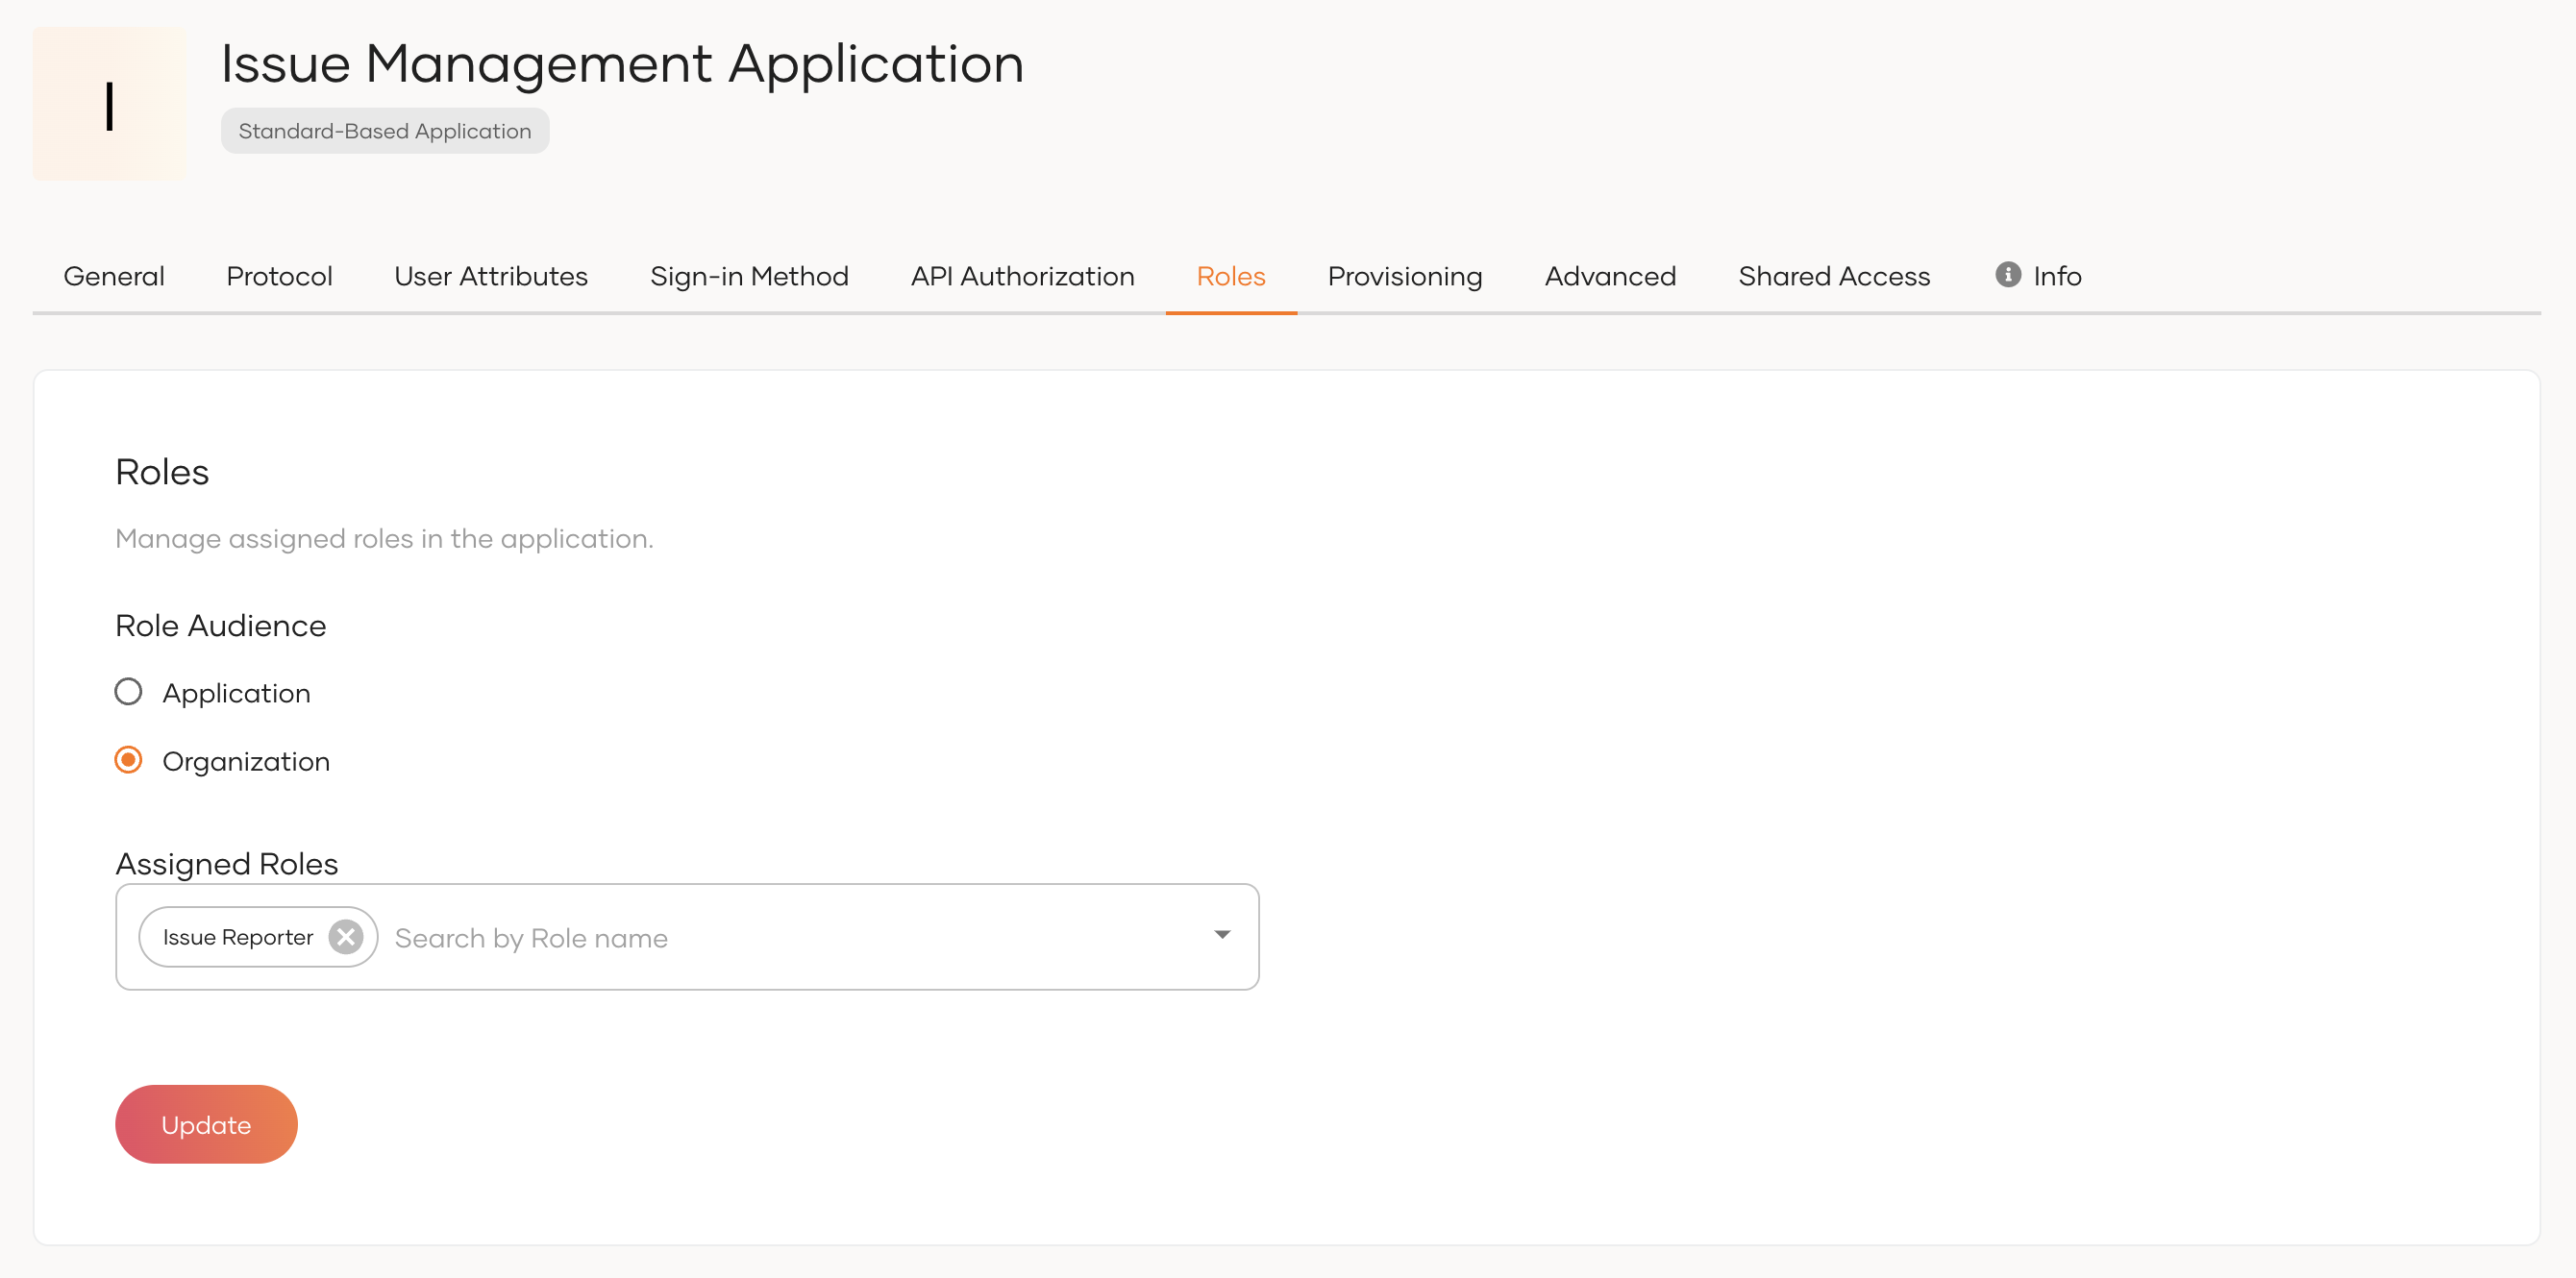 I
Issue Management Application
Standard-Based Application
General Protocol User Attributes Sign-in Method API Authorization Roles Provisioning Advanced Shared Access Info
Roles
Manage assigned roles in the application.
Role Audience
Application
Organization
Assigned Roles
Issue Reporter Search by Role name
Update